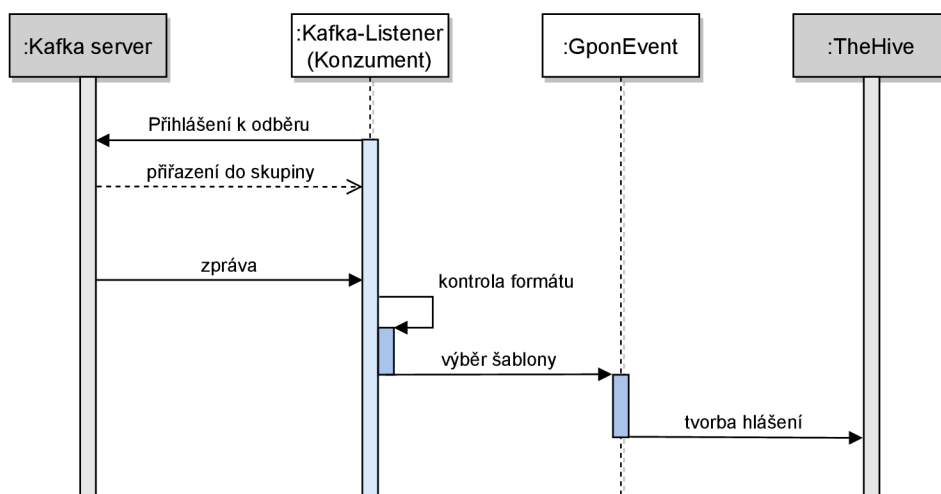 :Kafka server
:Kafka-Listener
(Konzument)
:GponEvent
:TheHive
Přihlášení k odběru
přiřazení do skupiny
zpráva
kontrola formátu
výběr šablony
tvorba hlášení